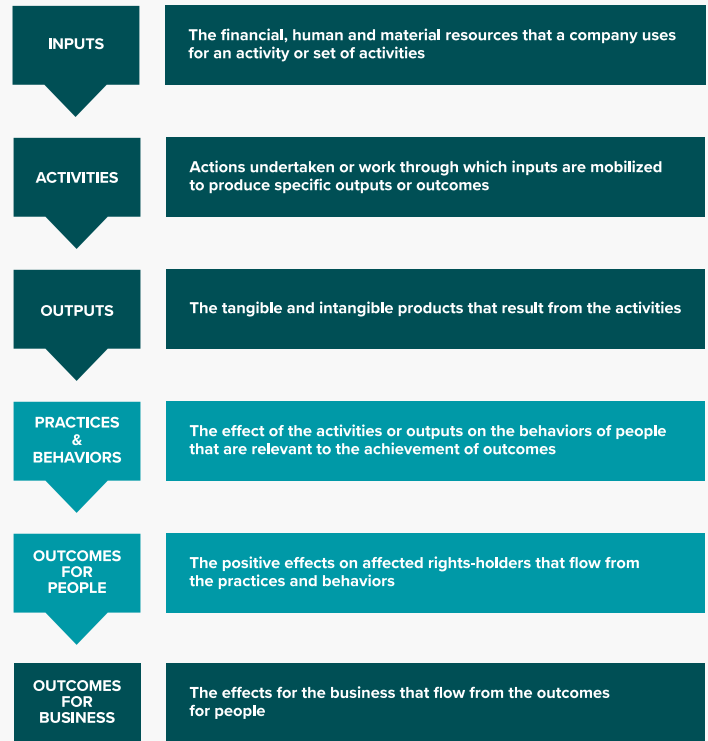 INPUTS
The financial, human and material resources that a company uses
for an activity or set of activities
ACTIVITIES
Actions undertaken or work through which inputs are mobilized
to produce specific outputs or outcomes
OUTPUTS
The tangible and intangible products that result from the activities
PRACTICES
&
BEHAVIORS
The effect of the activities or outputs on the behaviors of people
that are relevant to the achievement of outcomes
OUTCOMES
FOR
PEOPLE
The positive effects on affected rights-holders that flow from
the practices and behaviors
OUTCOMES
FOR
BUSINESS
The effects for the business that flow from the outcomes
for people